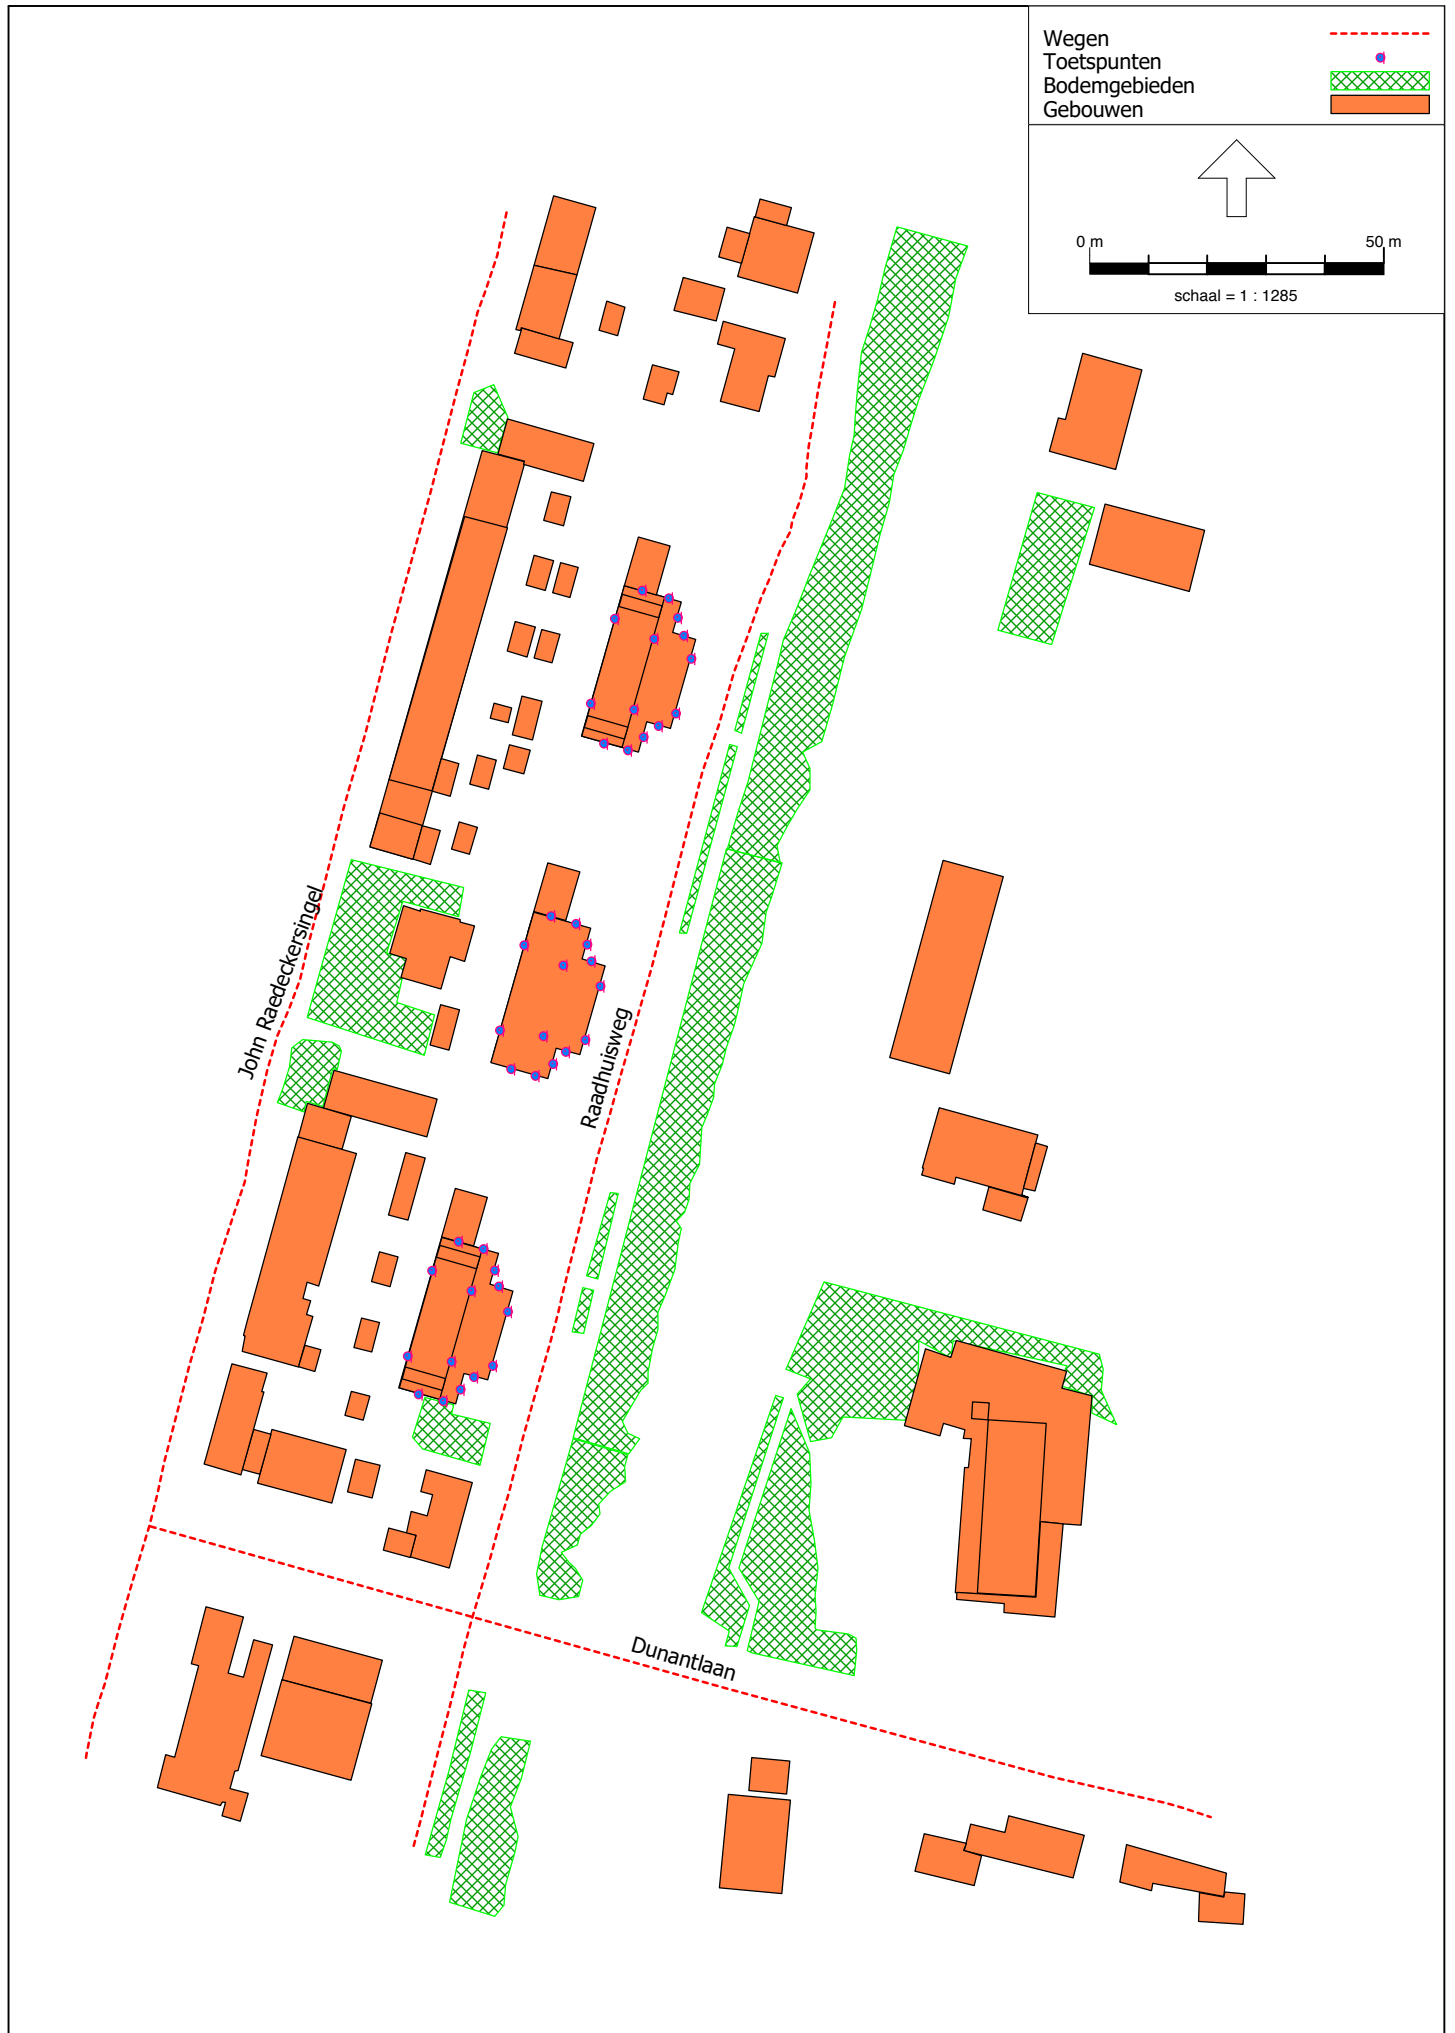 Wegen
Toetspunten
Bodemgebieden
Gebouwen
0 m 50 m
schaal = 1 : 1285
John Raedeckersingel
Raadhuisweg
Dunantlaan